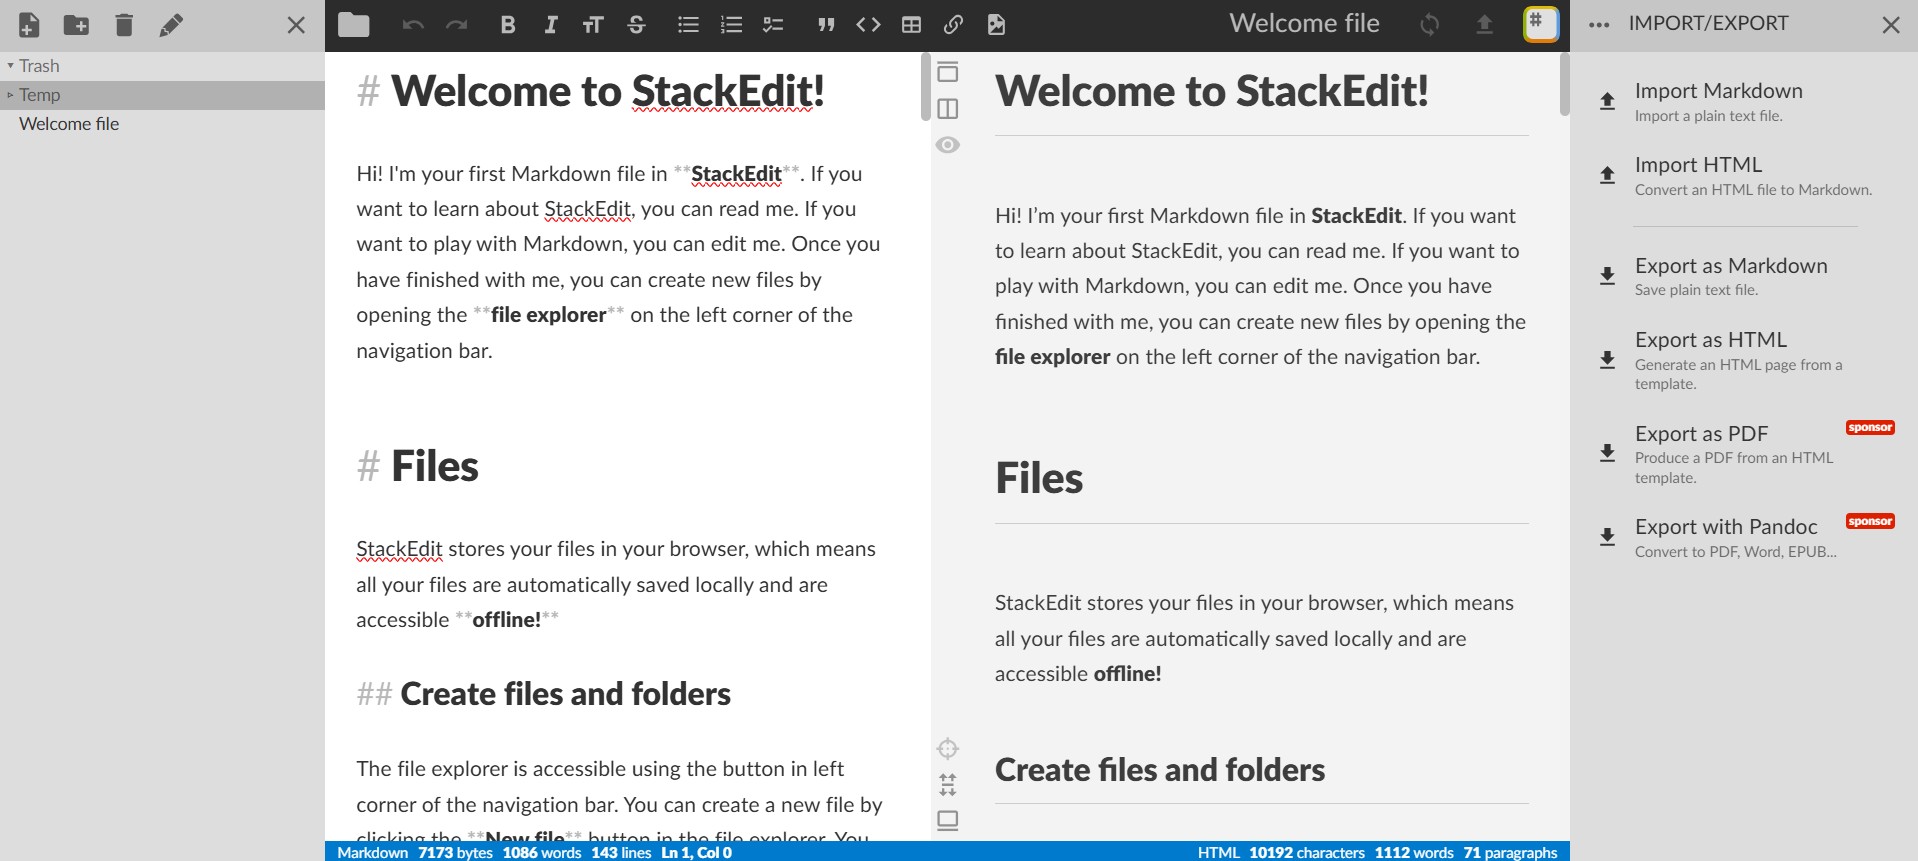 Trash
Temp
Welcome file
Welcome file
# Welcome to StackEdit!
Hi! I'm your first Markdown file in **StackEdit**. If you
want to learn about StackEdit, you can read me. If you
want to play with Markdown, you can edit me. Once you
have finished with me, you can create new files by
opening the **file explorer** on the left corner of the
navigation bar.
# Files
StackEdit stores your files in your browser, which means
all your files are automatically saved locally and are
accessible **offline!**
## Create files and folders
The file explorer is accessible using the button in left
corner of the navigation bar. You can create a new file by
clicking the **New file** button in the file explorer. You
Markdown 7173 bytes 1086 words 143 lines Ln 1, Col 0
Welcome to StackEdit!
Hi! I’m your first Markdown file in StackEdit. If you want
to learn about StackEdit, you can read me. If you want to
play with Markdown, you can edit me. Once you have
finished with me, you can create new files by opening the
file explorer on the left corner of the navigation bar.
Files
StackEdit stores your files in your browser, which means
all your files are automatically saved locally and are
accessible offline!
Create files and folders
HTML 10192 characters 1112 words 71 paragraphs
IMPORT/EXPORT
Import Markdown
Import a plain text file.
Import HTML
Convert an HTML file to Markdown.
Export as Markdown
Save plain text file.
Export as HTML
Generate an HTML page from a
template.
Export as PDF sponsor
Produce a PDF from an HTML
template.
Export with Pandoc sponsor
Convert to PDF, Word, EPUB...